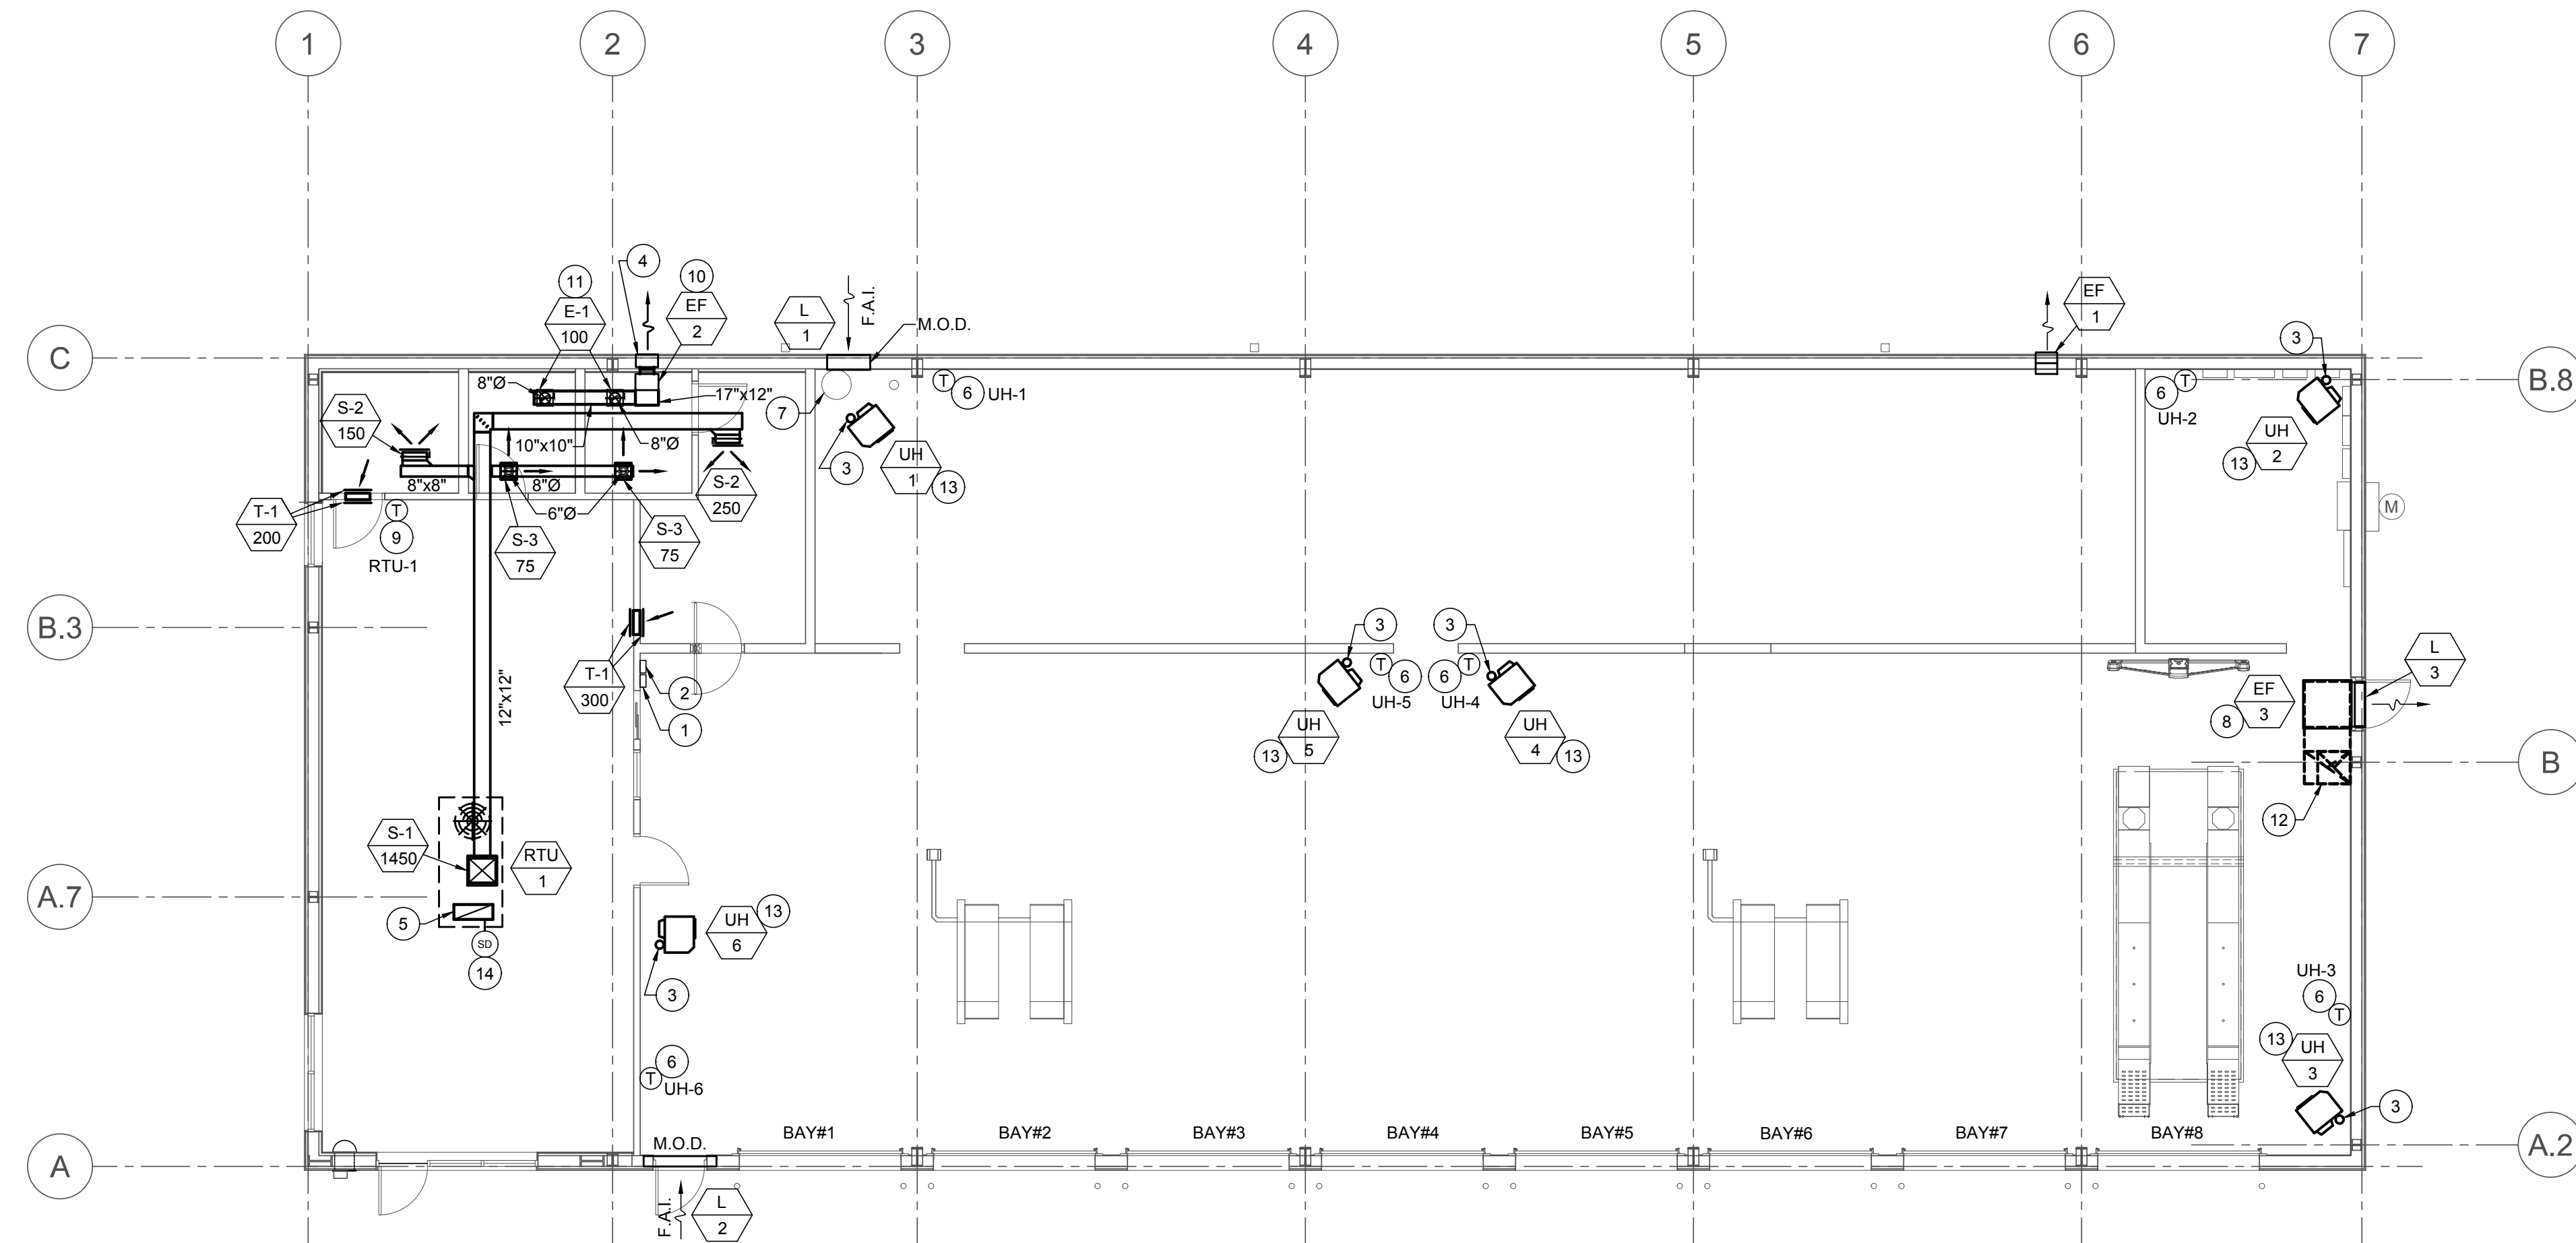 1
2
3
4
5
6
7
4
11
10
E-1
100
EF
2
L
1
F.A.I.
M.O.D.
EF
1
3
C
B.8
8"Ø
17"x12"
7
T
6
UH-1
6
T
UH-2
S-2
150
10"x10"
8"Ø
3
UH
1
13
UH
2
13
8"x8"
8"Ø
S-2
250
T-1
200
T
9
RTU-1
6"Ø
S-3
75
S-3
75
M
B.3
3
3
T
6
UH-5
6
T
UH-4
L
3
T-1
300
2
1
12"x12"
EF
3
8
UH
5
13
UH
4
13
B
12
S-1
1450
RTU
1
A.7
5
SD
14
UH
6
13
3
UH-3
6
T
6
T
UH-6
13
UH
3
3
M.O.D.
BAY#1
BAY#2
BAY#3
BAY#4
BAY#5
BAY#6
BAY#7
BAY#8
A
A.2
F.A.I.
L
2